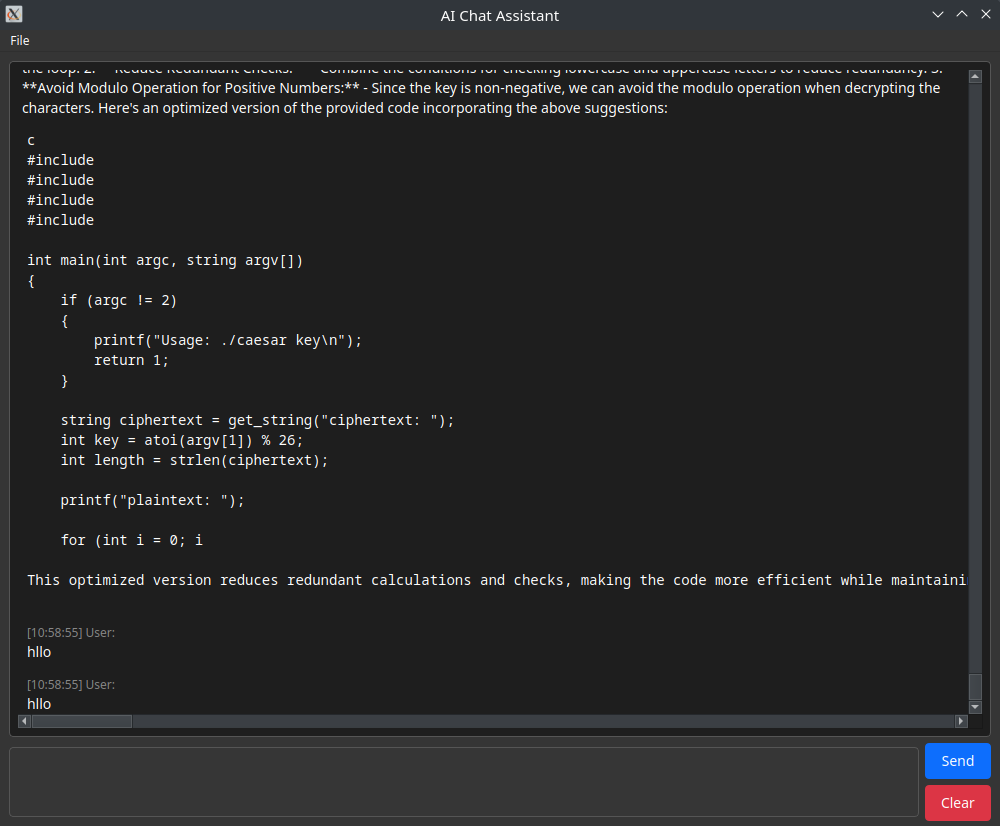 AI Chat Assistant
File
the loop. 2. ** Reduce Redundant Checks:** - Combine the conditions for checking lowercase and uppercase letters to reduce redundancy. 3.
**Avoid Modulo Operation for Positive Numbers:** - Since the key is non-negative, we can avoid the modulo operation when decrypting the
characters. Here's an optimized version of the provided code incorporating the above suggestions:
c
#include
#include
#include
#include
int main(int argc, string argv[])
{
    if (argc != 2)
    {
        printf("Usage: ./caesar key\n");
        return 1;
    }
    string ciphertext = get_string("ciphertext: ");
    int key = atoi(argv[1]) % 26;
    int length = strlen(ciphertext);
    printf("plaintext: ");
    for (int i = 0; i
This optimized version reduces redundant calculations and checks, making the code more efficient while maintaini
[10:58:55] User:
hllo
[10:58:55] User:
hllo
Send
Clear